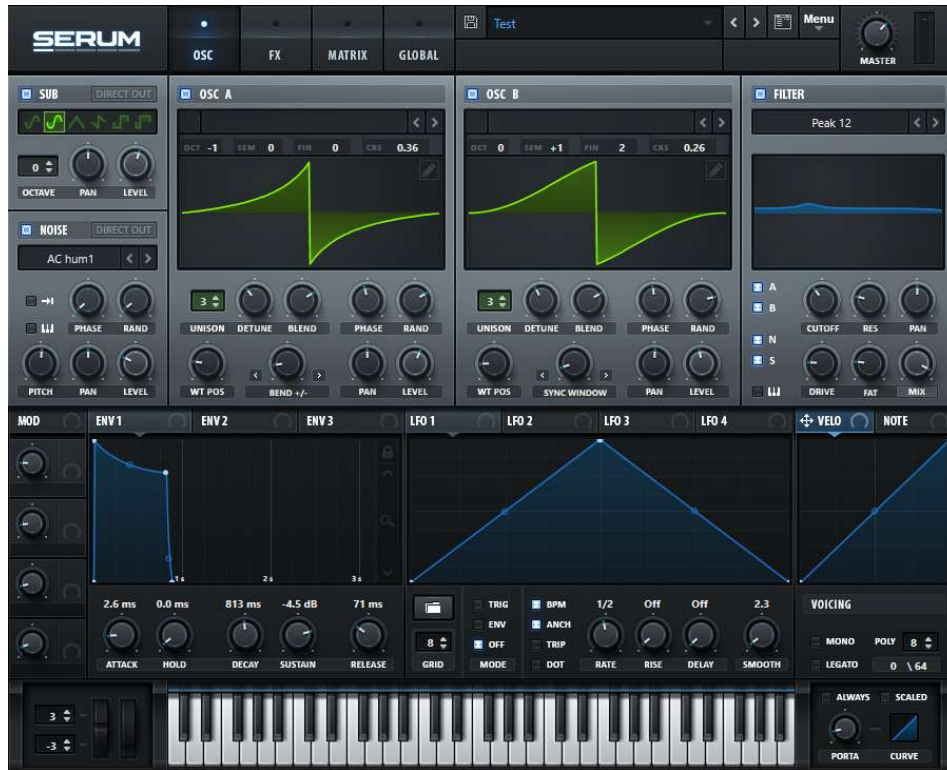 SERUM
OSC FX MATRIX GLOBAL
Test
Menu
MASTER
SUB DIRECT OUT
0
OCTAVE PAN LEVEL
NOISE DIRECT OUT
AC hum1
PHASE RAND
PITCH PAN LEVEL
OSC A
OCT -1 SEM 0 FIN 0 CRS 0.36
3
UNISON DETUNE BLEND PHASE RAND
WT POS BEND +/- PAN LEVEL
OSC B
OCT 0 SEM +1 FIN 2 CRS 0.26
3
UNISON DETUNE BLEND PHASE RAND
WT POS SYNC WINDOW PAN LEVEL
FILTER
Peak 12
A
B
N
S
CUTOFF RES PAN
DRIVE FAT MIX
MOD ENV 1 ENV 2 ENV 3 LFO 1 LFO 2 LFO 3 LFO 4 VELO NOTE
1 s 2 s 3 s
2.6 ms 0.0 ms 813 ms -4.5 dB 71 ms
ATTACK HOLD DECAY SUSTAIN RELEASE
8
GRID
TRIG
ENV
OFF
MODE
BPM
ANCH
TRIP
DOT
1/2 Off Off 2.3
RATE RISE DELAY SMOOTH
VOICING
MONO POLY 8
LEGATO 0 \ 64
3
-3
ALWAYS SCALED
PORTA CURVE